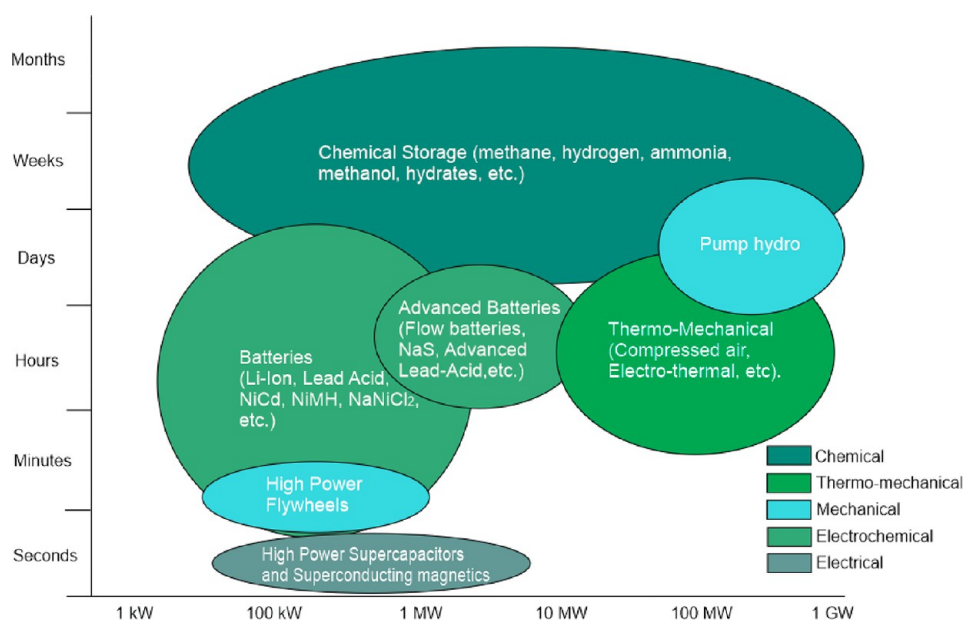 Months
Weeks
Days
Hours
Minutes
Seconds
Chemical Storage (methane, hydrogen, ammonia,
methanol, hydrates, etc.)
Pump hydro
Advanced Batteries
(Flow batteries,
NaS, Advanced
Lead-Acid,etc.)
Thermo-Mechanical
(Compressed air,
Electro-thermal, etc).
Batteries
(Li-Ion, Lead Acid,
NiCd, NiMH, NaNiCl2,
etc.)
High Power
Flywheels
High Power Supercapacitors
and Superconducting magnetics
Chemical
Thermo-mechanical
Mechanical
Electrochemical
Electrical
1 kW 100 kW 1 MW 10 MW 100 MW 1 GW